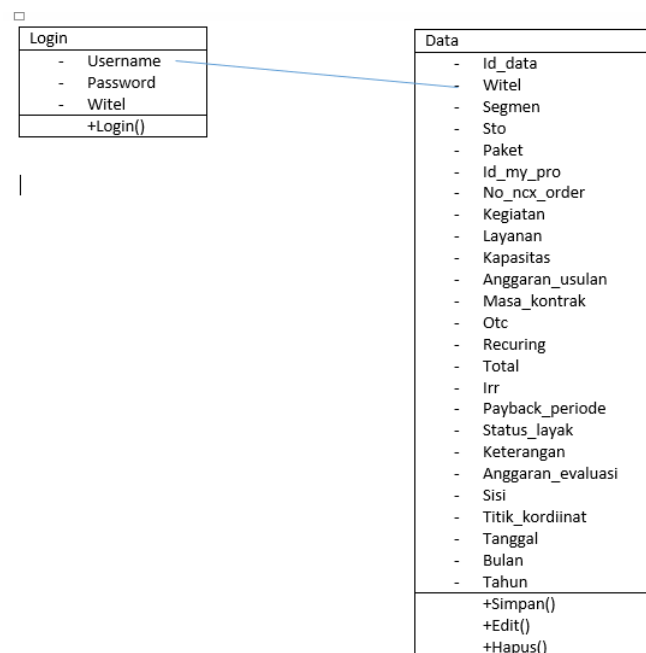 Login
- Username
- Password
- Witel
+Login()
Data
- Id_data
- Witel
- Segmen
- Sto
- Paket
- Id_my_pro
- No_ncx_order
- Kegiatan
- Layanan
- Kapasitas
- Anggaran_usulan
- Masa_kontrak
- Otc
- Recuring
- Total
- Irr
- Payback_periode
- Status_layak
- Keterangan
- Anggaran_evaluasi
- Sisi
- Titik_kordiinat
- Tanggal
- Bulan
- Tahun
+Simpan()
+Edit()
+Hapus()